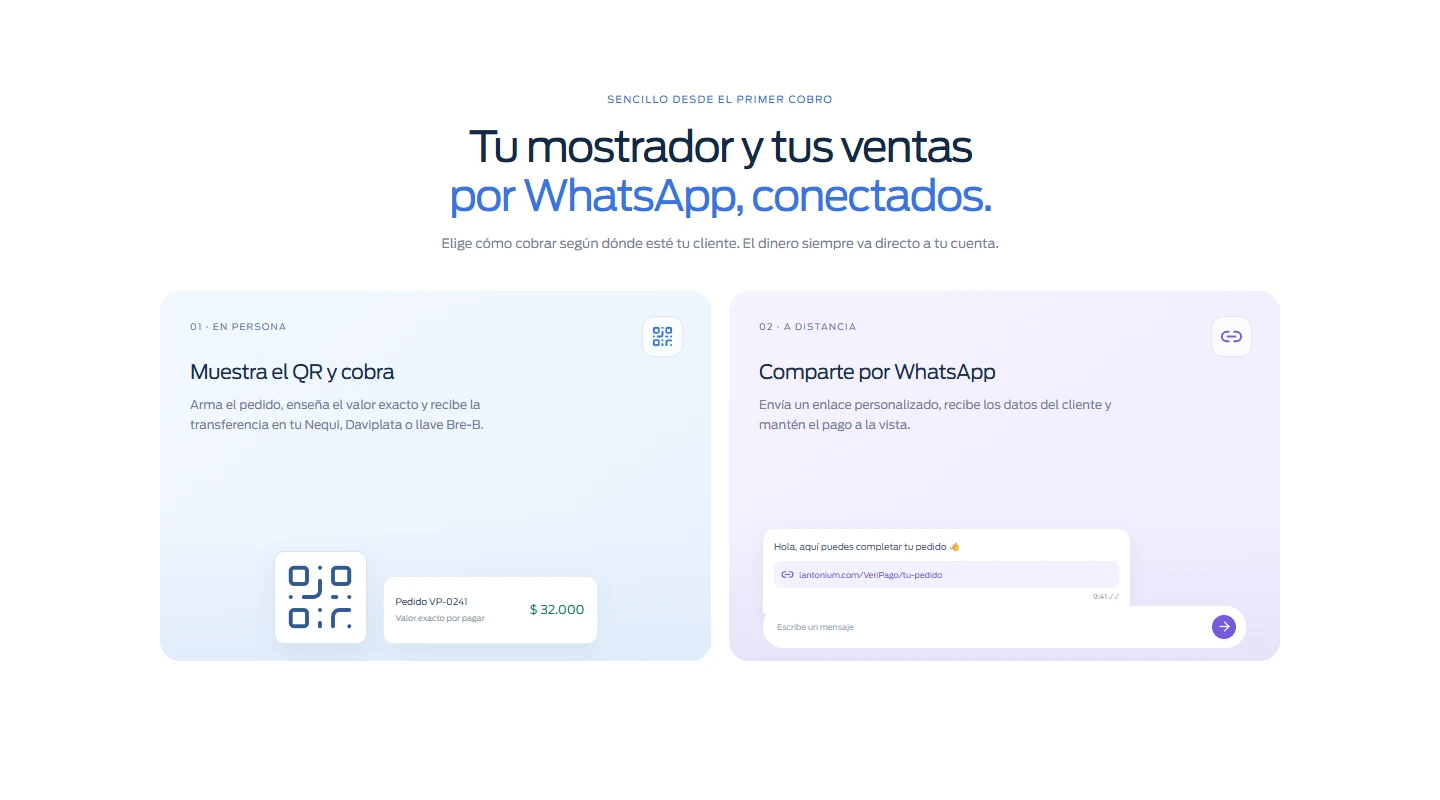 SENCILLO DESDE EL PRIMER COBRO
Tu mostrador y tus ventas
por WhatsApp, conectados.
Elige cómo cobrar según dónde esté tu cliente. El dinero siempre va directo a tu cuenta.
01 · EN PERSONA
Muestra el QR y cobra
Arma el pedido, enseña el valor exacto y recibe la
transferencia en tu Nequi, Daviplata o llave Bre-B.
Pedido VP-0241
Valor exacto por pagar
$ 32.000
02 · A DISTANCIA
Comparte por WhatsApp
Envía un enlace personalizado, recibe los datos del cliente y
mantén el pago a la vista.
Hola, aquí puedes completar tu pedido 👋
lantonium.com/VeriPago/tu-pedido
9:41 ✓✓
Escribe un mensaje